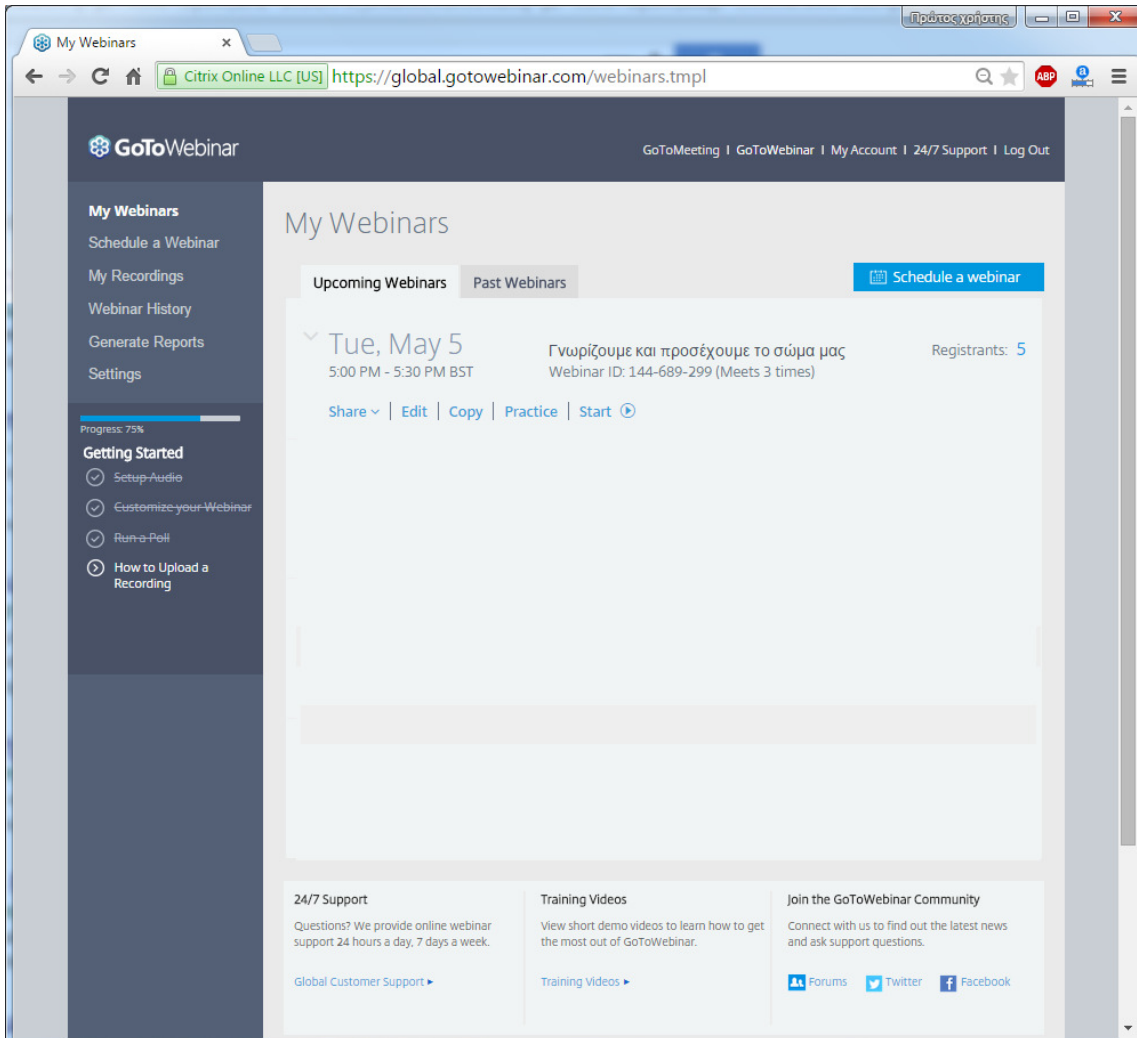 Πρώτος χρήστης
My Webinars
Citrix Online LLC [US] https://global.gotowebinar.com/webinars.tmpl
ABP
a
GoToWebinar
GoToMeeting | GoToWebinar | My Account | 24/7 Support | Log Out
My Webinars
Schedule a Webinar
My Recordings
Webinar History
Generate Reports
Settings
Progress: 75%
Getting Started
Setup Audio
Customize your Webinar
Run a Poll
How to Upload a
Recording
My Webinars
Upcoming Webinars Past Webinars
Schedule a webinar
Tue, May 5
5:00 PM - 5:30 PM BST
Γνωρίζουμε και προσέχουμε το σώμα μας
Webinar ID: 144-689-299 (Meets 3 times)
Registrants: 5
Share | Edit | Copy | Practice | Start
24/7 Support
Questions? We provide online webinar
support 24 hours a day, 7 days a week.
Global Customer Support
Training Videos
View short demo videos to learn how to get
the most out of GoToWebinar.
Training Videos
Join the GoToWebinar Community
Connect with us to find out the latest news
and ask support questions.
Forums Twitter Facebook